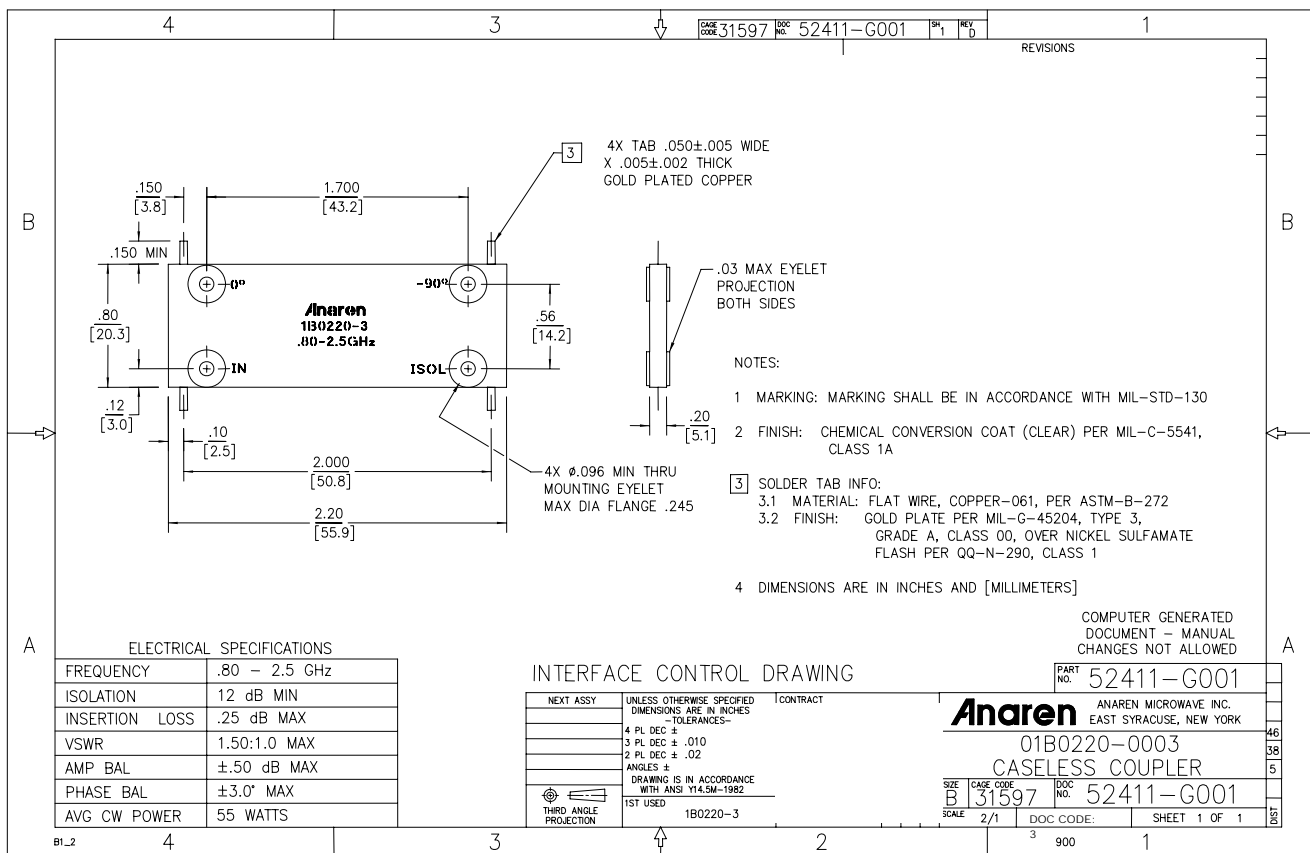 4
3
1
CAGE CODE 31597
DOC NO. 52411-G001
SH 1
REV D
REVISIONS
B
B
3
4X TAB .050±.005 WIDE
X .005±.002 THICK
GOLD PLATED COPPER
.150
[3.8]
1.700
[43.2]
.150 MIN
.80
[20.3]
0°
-90°
Anaren
1B0220-3
.80-2.5GHz
IN
ISOL
.56
[14.2]
.12
[3.0]
.10
[2.5]
2.000
[50.8]
2.20
[55.9]
4X Ø.096 MIN THRU
MOUNTING EYELET
MAX DIA FLANGE .245
.03 MAX EYELET
PROJECTION
BOTH SIDES
.20
[5.1]
NOTES:
1 MARKING: MARKING SHALL BE IN ACCORDANCE WITH MIL-STD-130
2 FINISH: CHEMICAL CONVERSION COAT (CLEAR) PER MIL-C-5541,
CLASS 1A
3 SOLDER TAB INFO:
3.1 MATERIAL: FLAT WIRE, COPPER-061, PER ASTM-B-272
3.2 FINISH: GOLD PLATE PER MIL-G-45204, TYPE 3,
GRADE A, CLASS 00, OVER NICKEL SULFAMATE
FLASH PER QQ-N-290, CLASS 1
4 DIMENSIONS ARE IN INCHES AND [MILLIMETERS]
COMPUTER GENERATED
DOCUMENT - MANUAL
CHANGES NOT ALLOWED
A
A
ELECTRICAL SPECIFICATIONS
FREQUENCY .80 - 2.5 GHz
ISOLATION 12 dB MIN
INSERTION LOSS .25 dB MAX
VSWR 1.50:1.0 MAX
AMP BAL ±.50 dB MAX
PHASE BAL ±3.0° MAX
AVG CW POWER 55 WATTS
INTERFACE CONTROL DRAWING
NEXT ASSY
UNLESS OTHERWISE SPECIFIED
DIMENSIONS ARE IN INCHES
-TOLERANCES-
4 PL DEC ±
3 PL DEC ± .010
2 PL DEC ± .02
ANGLES ±
DRAWING IS IN ACCORDANCE
WITH ANSI Y14.5M-1982
1ST USED
1B0220-3
THIRD ANGLE
PROJECTION
CONTRACT
PART NO. 52411-G001
Anaren
ANAREN MICROWAVE INC.
EAST SYRACUSE, NEW YORK
01B0220-0003
CASELESS COUPLER
SIZE B
CAGE CODE 31597
DOC NO. 52411-G001
SCALE 2/1
DOC CODE:
3
SHEET 1 OF 1
46
38
5
DIST
B1_2
4
3
2
900
1